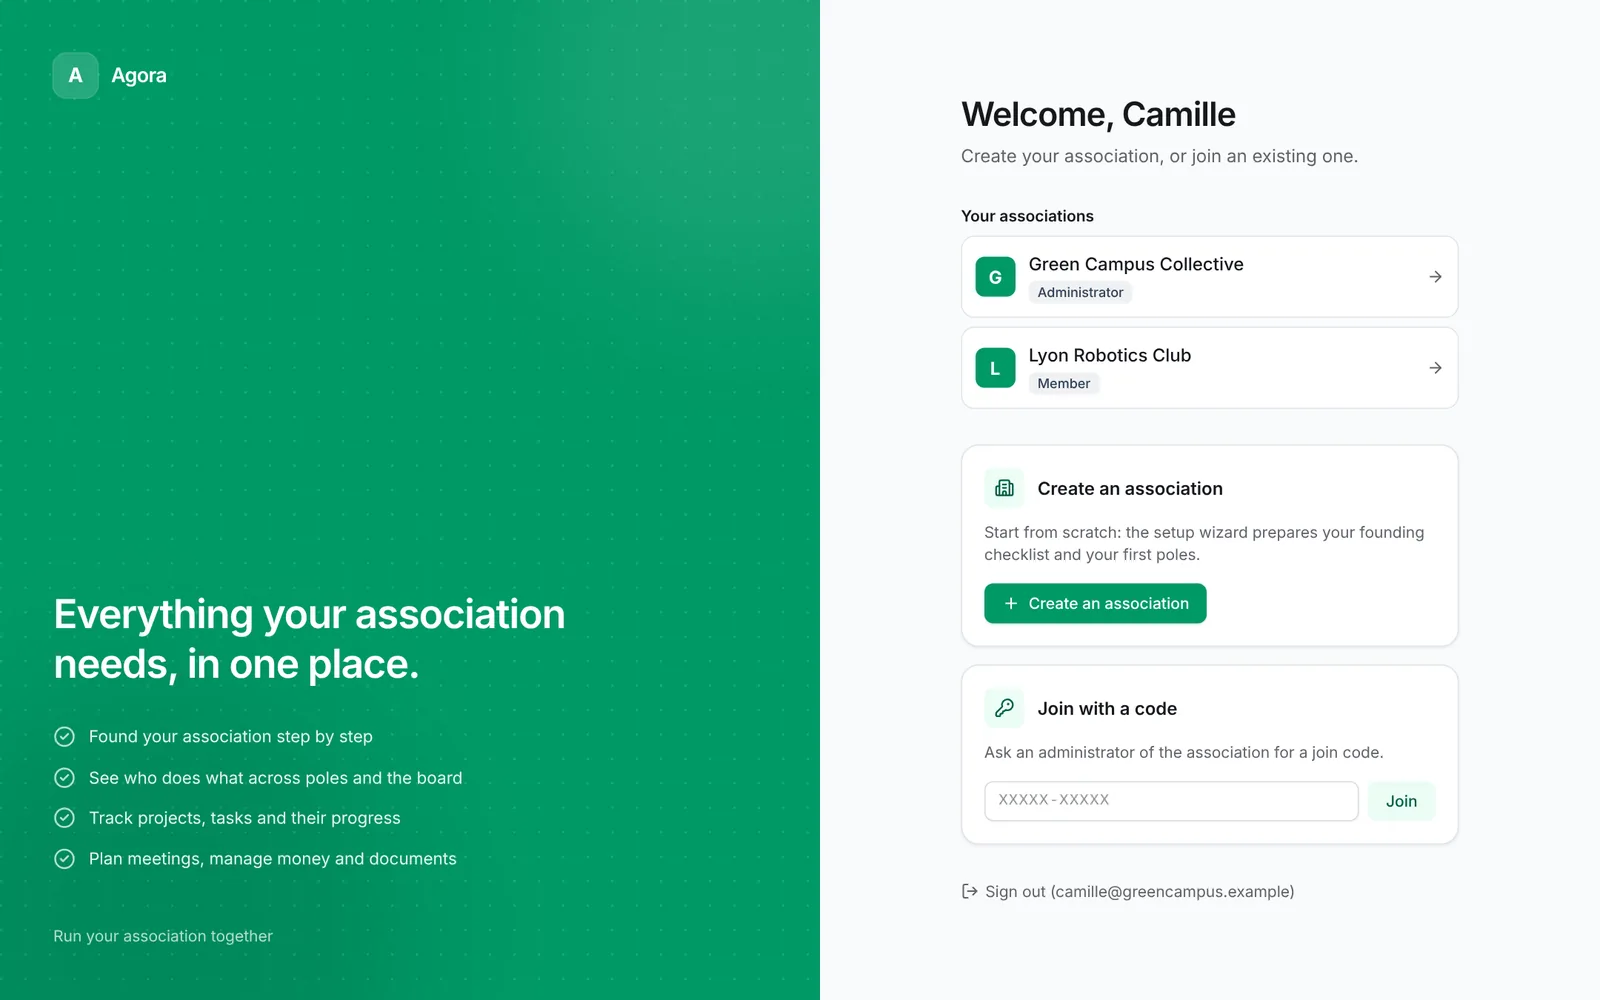 A
Agora
Everything your association
needs, in one place.
Found your association step by step
See who does what across poles and the board
Track projects, tasks and their progress
Plan meetings, manage money and documents
Run your association together
Welcome, Camille
Create your association, or join an existing one.
Your associations
G
Green Campus Collective
Administrator
L
Lyon Robotics Club
Member
Create an association
Start from scratch: the setup wizard prepares your founding
checklist and your first poles.
Create an association
Join with a code
Ask an administrator of the association for a join code.
XXXXX-XXXXX
Join
Sign out (camille@greencampus.example)